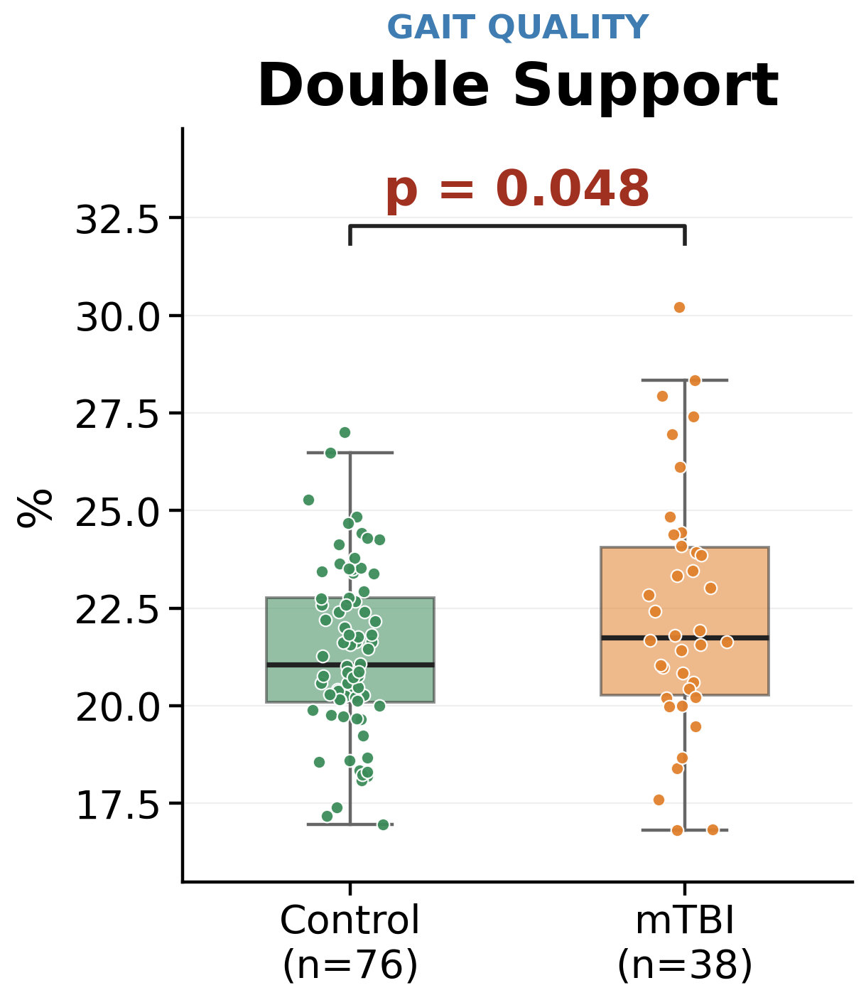 GAIT QUALITY
Double Support
p = 0.048
32.5
30.0
27.5
25.0
22.5
20.0
17.5
%
Control
(n=76)
mTBI
(n=38)